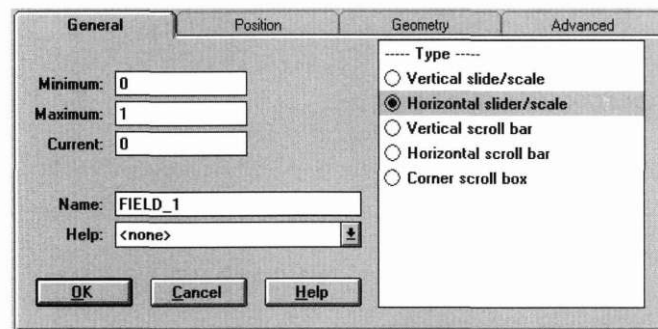 General
Position
Geometry
Advanced
Minimum: 0
Maximum: 1
Current: 0
Name: FIELD_1
Help: <none>
OK
Cancel
Help
----- Type -----
Vertical slide/scale
Horizontal slider/scale
Vertical scroll bar
Horizontal scroll bar
Corner scroll box